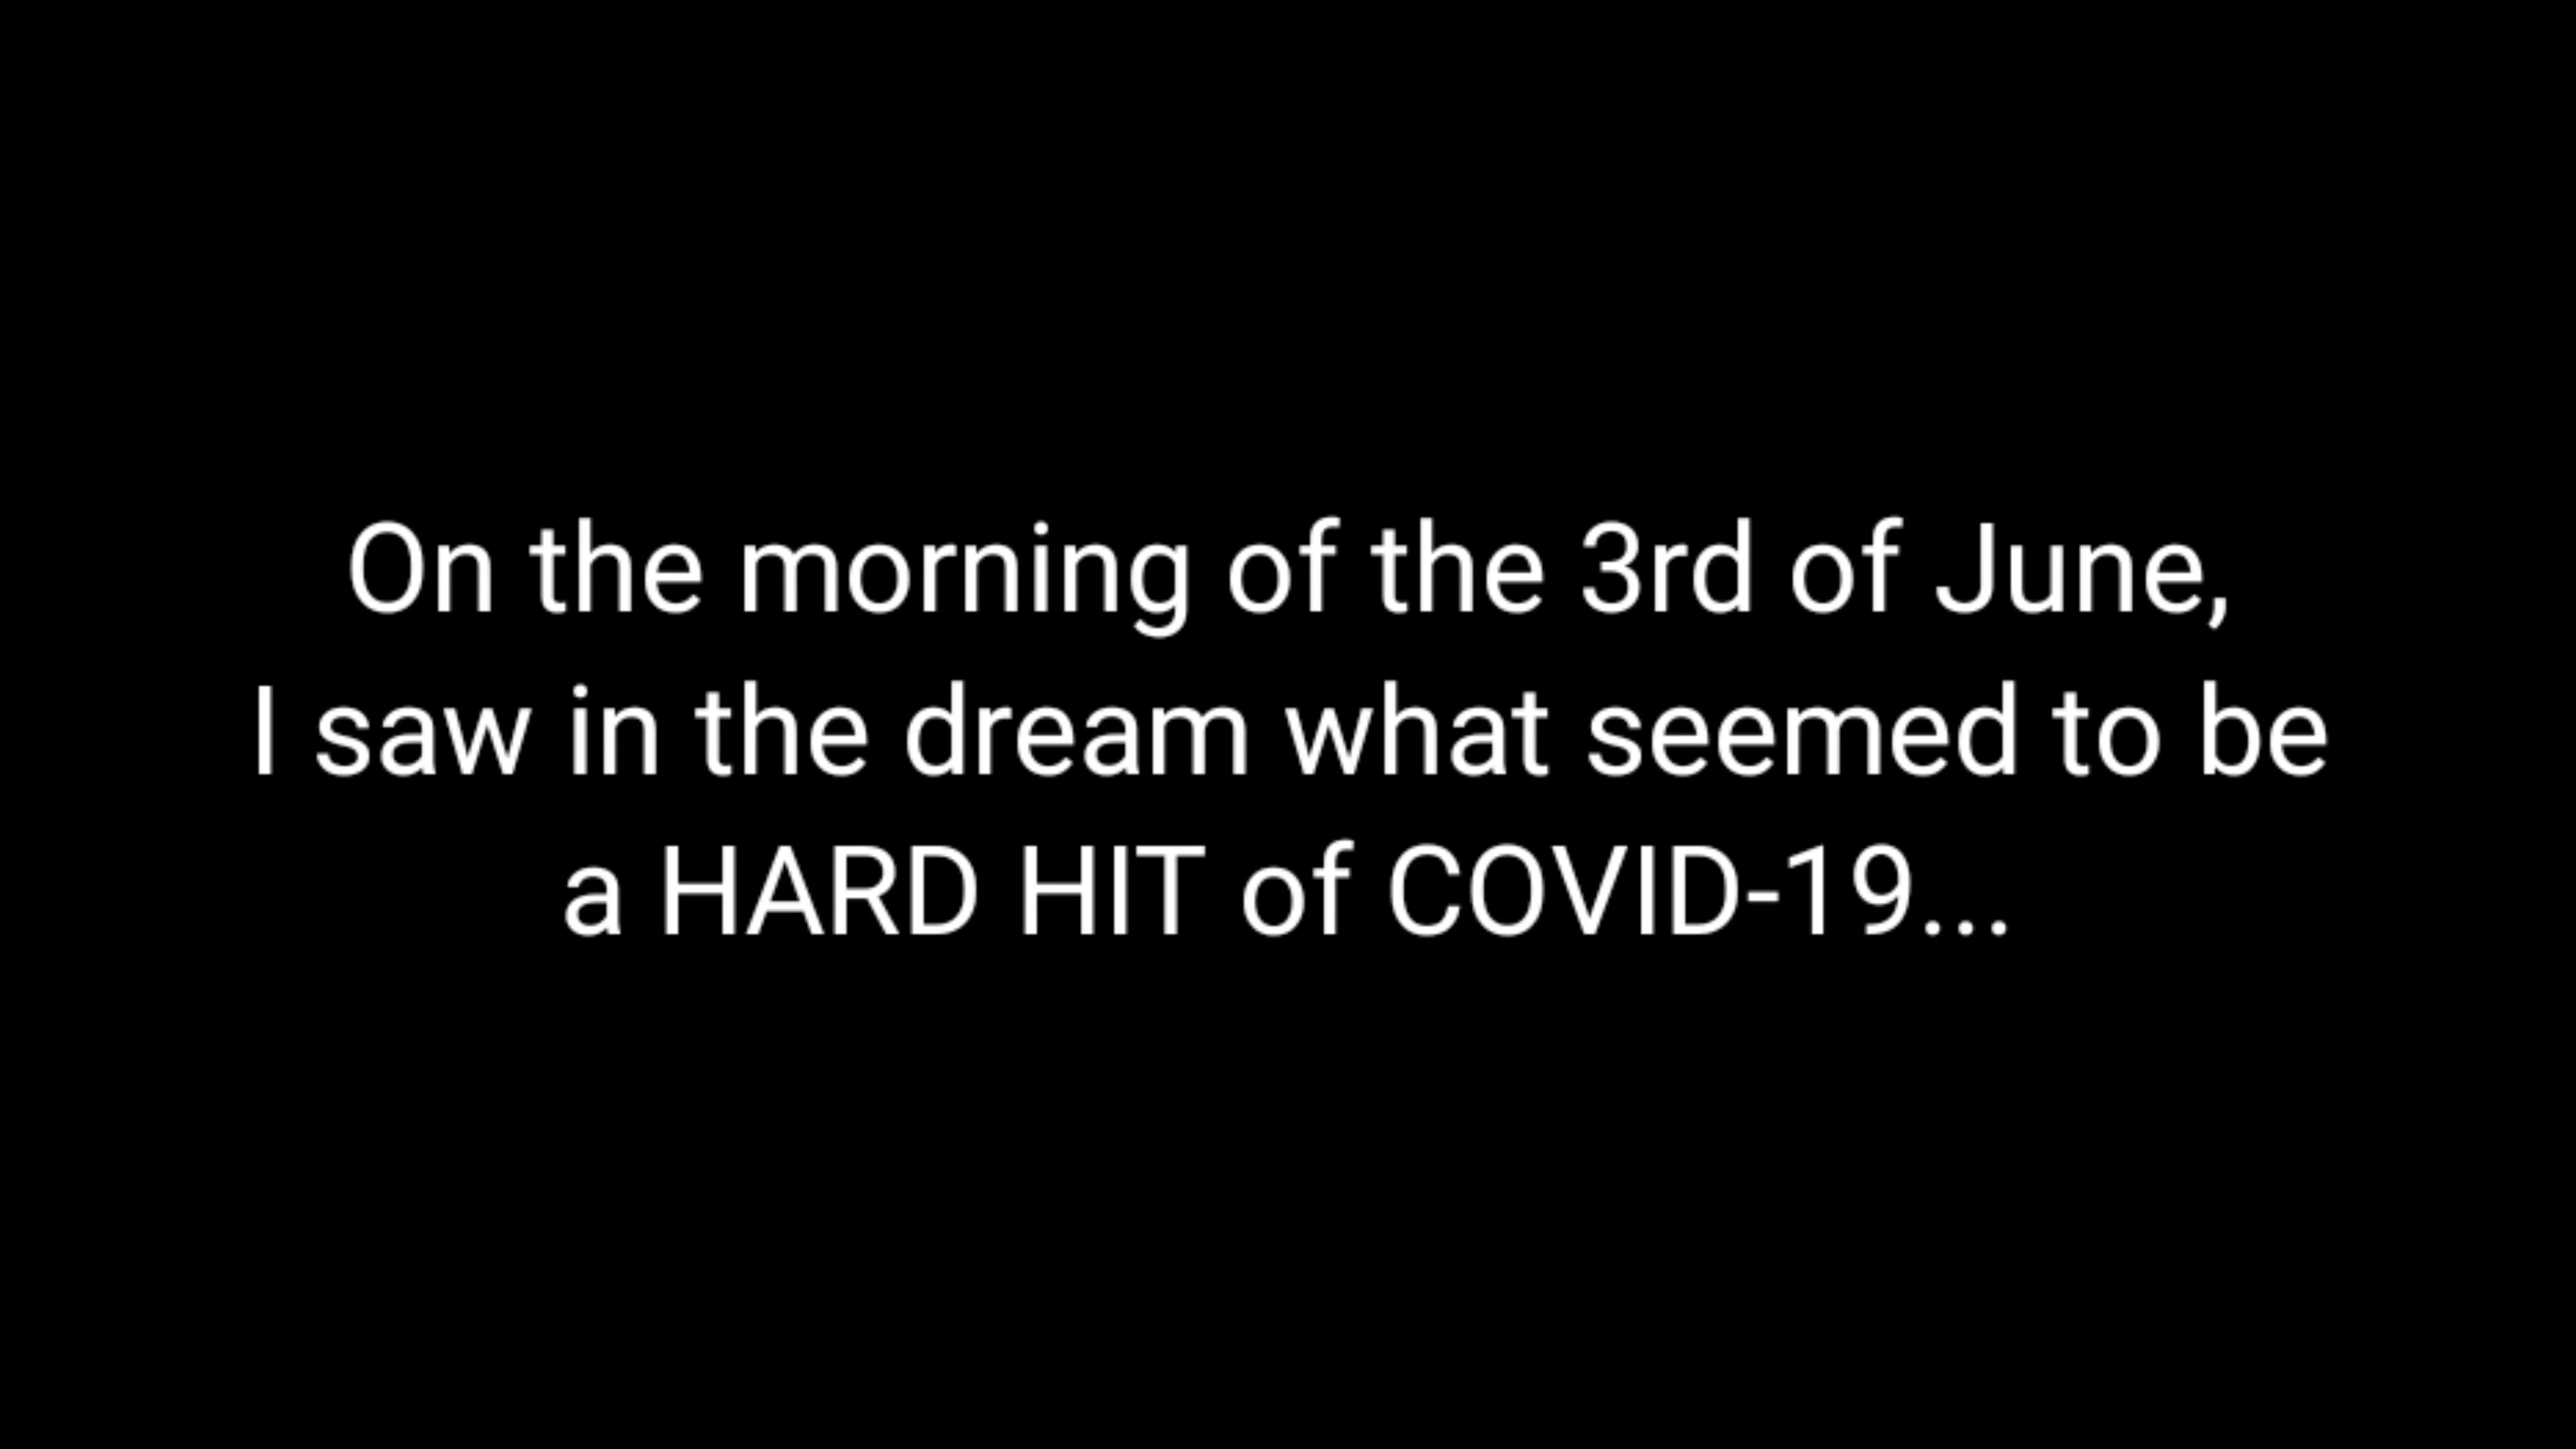 On the morning of the 3rd of June,
I saw in the dream what seemed to be
a HARD HIT of COVID-19...